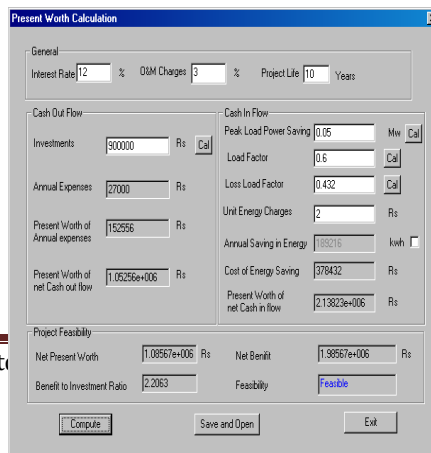 Present Worth Calculation
General
Interest Rate 12 % O&M Charges 3 % Project Life 10 Years
Cash Out Flow
Investments 900000 Rs Cal
Annual Expenses 27000 Rs
Present Worth of
Annual expenses 152556 Rs
Present Worth of
net Cash out flow 1.05256e+006 Rs
Cash In Flow
Peak Load Power Saving 0.05 Mw Cal
Load Factor 0.6 Cal
Loss Load Factor 0.432 Cal
Unit Energy Charges 2 Rs
Annual Saving in Energy 189216 kwh
Cost of Energy Saving 378432 Rs
Present Worth of
net Cash in flow 2.13823e+006 Rs
Project Feasibility
Net Present Worth 1.08567e+006 Rs Net Benifit 1.98567e+006 Rs
Benefit to Investment Ratio 2.2063 Feasibility Feasible
Compute Save and Open Exit